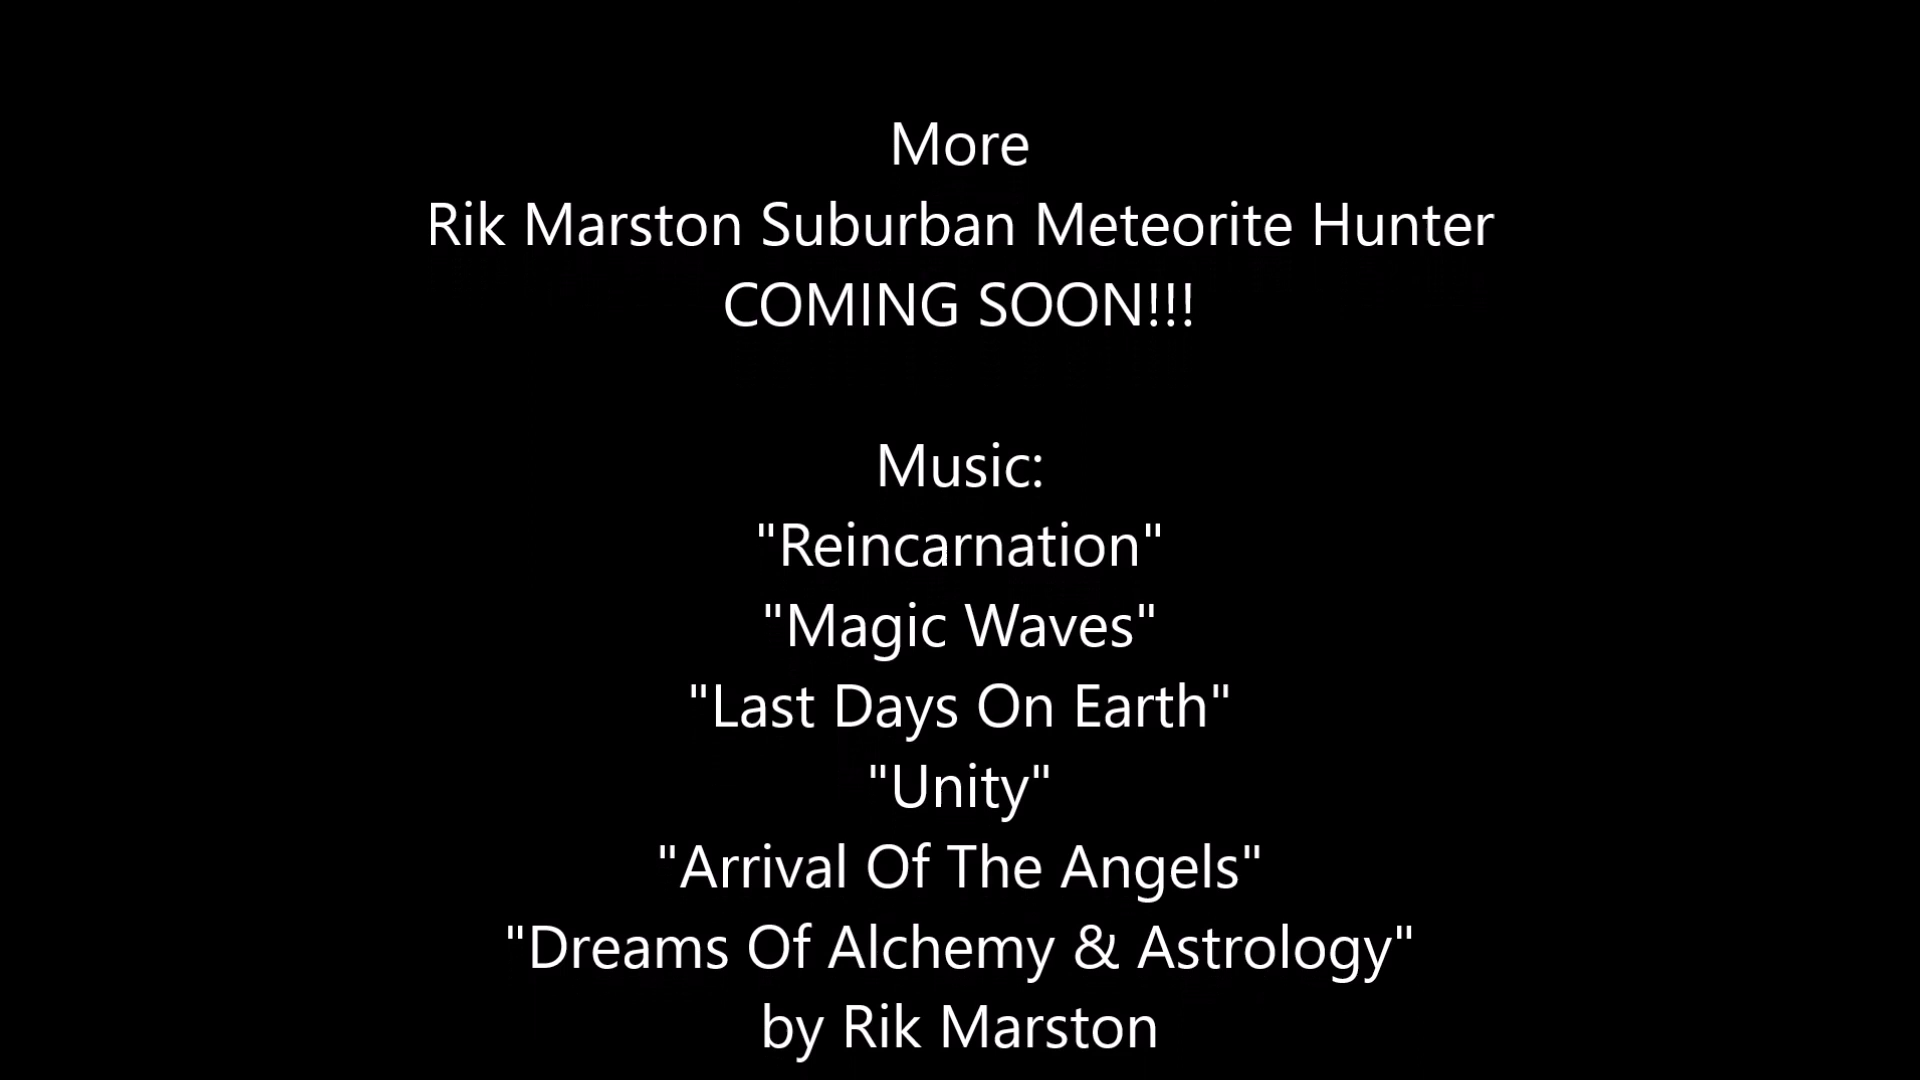 More
Rik Marston Suburban Meteorite Hunter
COMING SOON!!!
Music:
"Reincarnation"
"Magic Waves"
"Last Days On Earth"
"Unity"
"Arrival Of The Angels"
"Dreams Of Alchemy & Astrology"
by Rik Marston